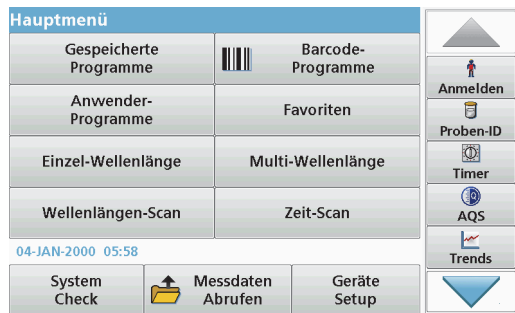 Hauptmenü
Gespeicherte
Programme
Barcode-
Programme
Anwender-
Programme
Favoriten
Einzel-Wellenlänge
Multi-Wellenlänge
Wellenlängen-Scan
Zeit-Scan
04-JAN-2000 05:58
System
Check
Messdaten
Abrufen
Geräte
Setup
Anmelden
Proben-ID
Timer
AQS
Trends